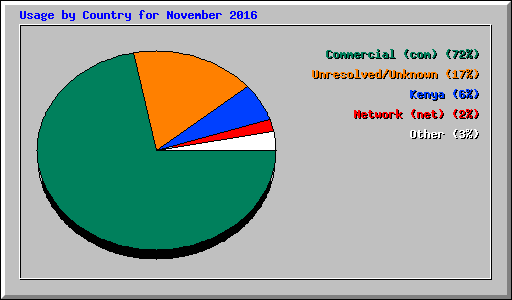 Usage by Country for November 2016
Commercial (com) (72%)
Unresolved/Unknown (17%)
Kenya (6%)
Network (net) (2%)
Other (3%)